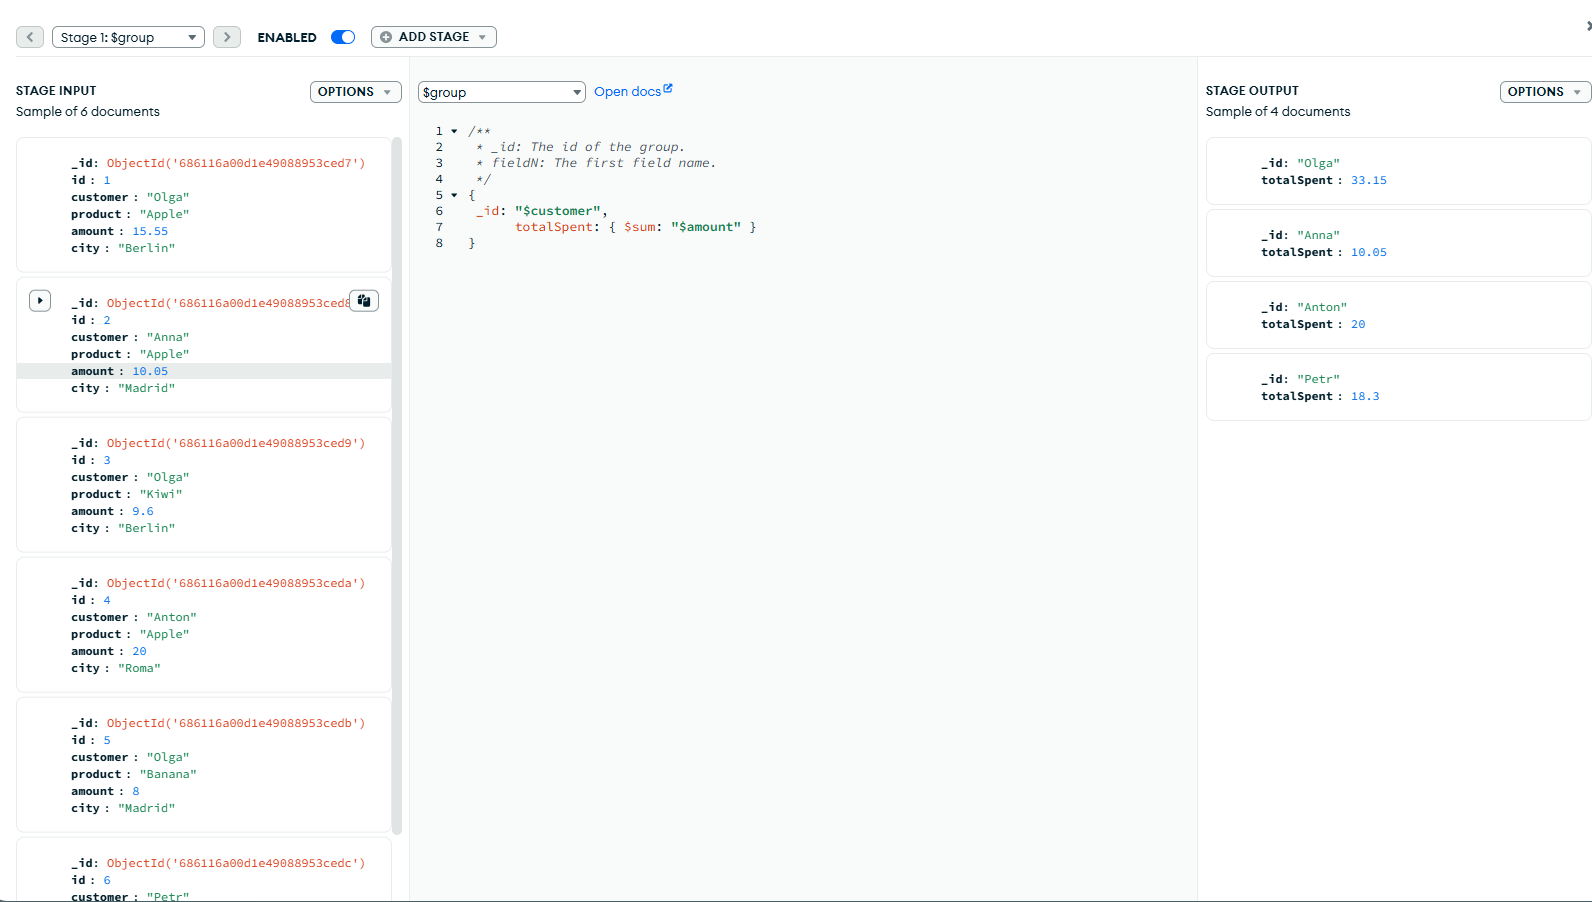 Stage 1: $group
ENABLED
ADD STAGE
STAGE INPUT
OPTIONS
Sample of 6 documents
_id: ObjectId('686116a00d1e49088953ced7')
id : 1
customer : "Olga"
product : "Apple"
amount : 15.55
city : "Berlin"
_id: ObjectId('686116a00d1e49088953ced8
id : 2
customer : "Anna"
product : "Apple"
amount : 10.05
city : "Madrid"
_id: ObjectId('686116a00d1e49088953ced9')
id : 3
customer : "Olga"
product : "Kiwi"
amount : 9.6
city : "Berlin"
_id: ObjectId('686116a00d1e49088953ceda')
id : 4
customer : "Anton"
product : "Apple"
amount : 20
city : "Roma"
_id: ObjectId('686116a00d1e49088953cedb')
id : 5
customer : "Olga"
product : "Banana"
amount : 8
city : "Madrid"
_id: ObjectId('686116a00d1e49088953cedc')
id : 6
customer : "Petr"
$group
Open docs
1 /**
2 * _id: The id of the group.
3 * fieldN: The first field name.
4 */
5 {
6 _id: "$customer",
7 totalSpent: { $sum: "$amount" }
8 }
STAGE OUTPUT
OPTIONS
Sample of 4 documents
_id: "Olga"
totalSpent : 33.15
_id: "Anna"
totalSpent : 10.05
_id: "Anton"
totalSpent : 20
_id: "Petr"
totalSpent : 18.3